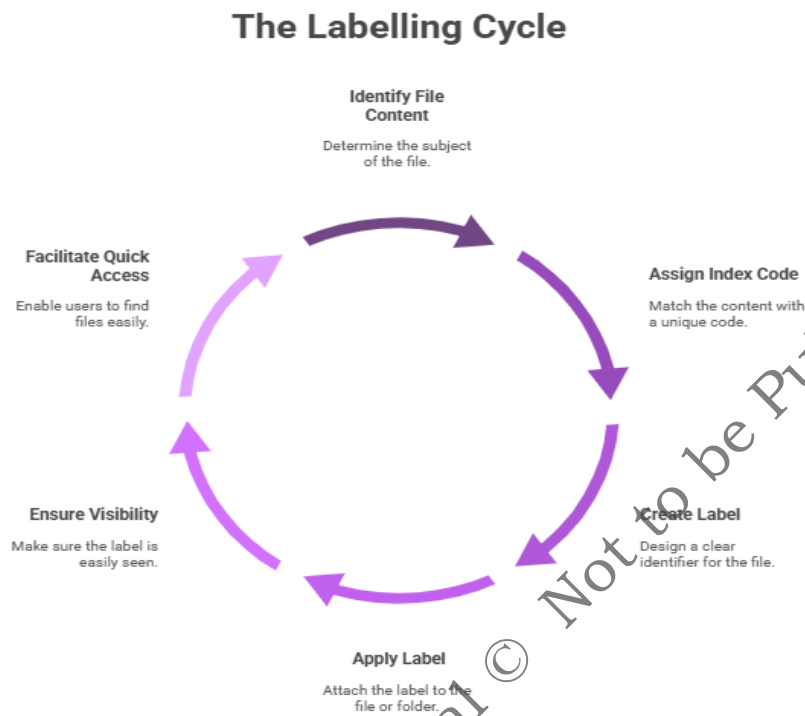 The Labelling Cycle
Identify File
Content
Determine the subject
of the file.
Assign Index Code
Match the content with
a unique code.
Create Label
Design a clear
identifier for the file.
Apply Label
Attach the label to the
file or folder.
Ensure Visibility
Make sure the label is
easily seen.
Facilitate Quick
Access
Enable users to find
files easily.
© Not to be